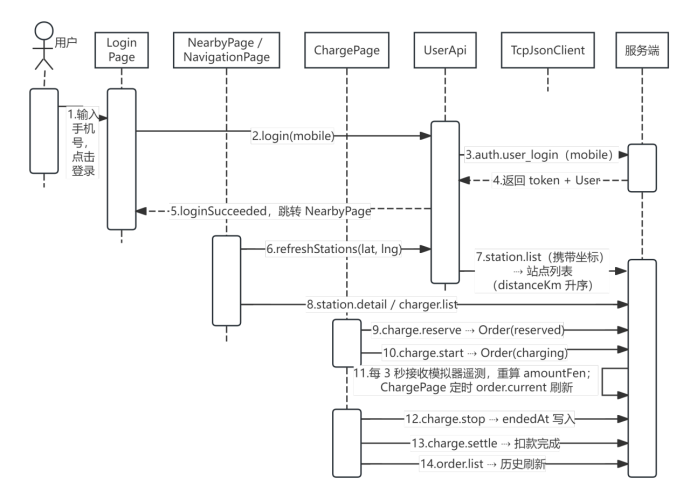 用户
Login
Page
NearbyPage /
NavigationPage
ChargePage
UserApi
TcpJsonClient
服务端
1.输入
手机
号，
点击
登录
2.login(mobile)
3.auth.user_login（mobile）
4.返回 token + User
5.loginSucceeded，跳转 NearbyPage
6.refreshStations(lat, lng)
7.station.list（携带坐标）
⇢ 站点列表
（distanceKm 升序）
8.station.detail / charger.list
9.charge.reserve ⇢ Order(reserved)
10.charge.start ⇢ Order(charging)
11.每 3 秒接收模拟器遥测，重算 amountFen；
ChargePage 定时 order.current 刷新
12.charge.stop ⇢ endedAt 写入
13.charge.settle ⇢ 扣款完成
14.order.list ⇢ 历史刷新